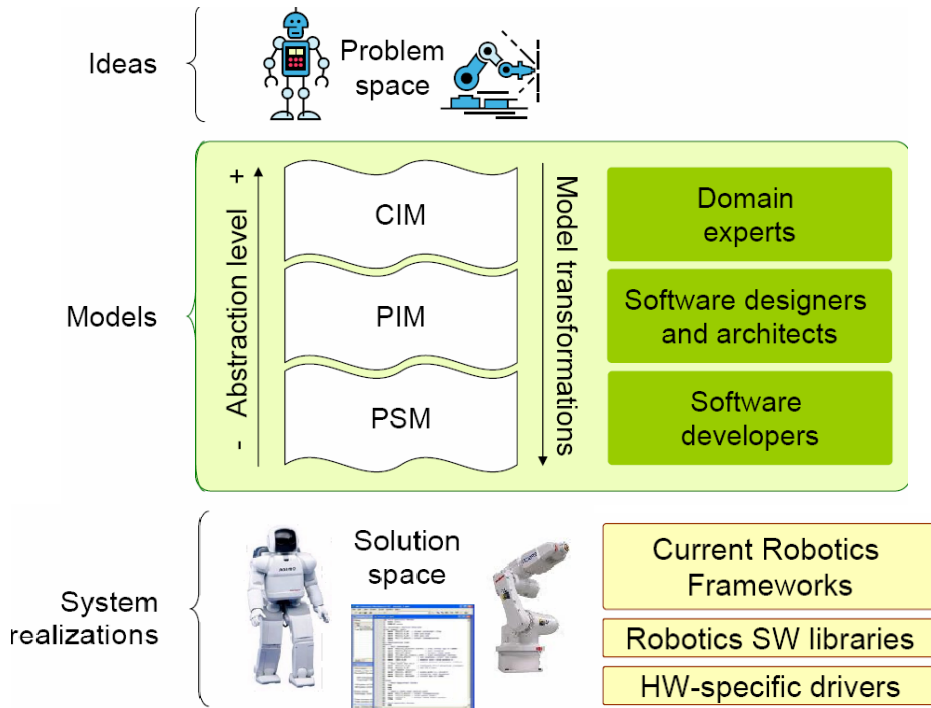 Ideas
Problem
space
Models
- Abstraction level +
CIM
PIM
PSM
Model transformations
Domain
experts
Software designers
and architects
Software
developers
System
realizations
Solution
space
Current Robotics
Frameworks
Robotics SW libraries
HW-specific drivers